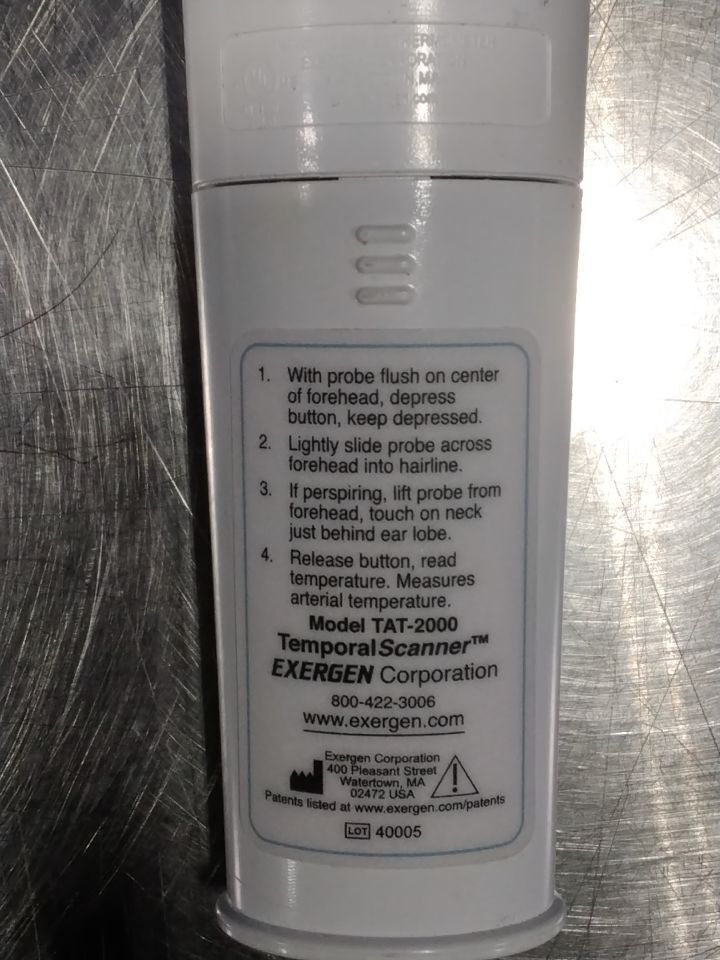 1. With probe flush on center
of forehead, depress
button, keep depressed.
2. Lightly slide probe across
forehead into hairline.
3. If perspiring, lift probe from
forehead, touch on neck
just behind ear lobe.
4. Release button, read
temperature. Measures
arterial temperature.
Model TAT-2000
TemporalScanner™
EXERGEN Corporation
800-422-3006
www.exergen.com
Exergen Corporation
400 Pleasant Street
Watertown, MA
02472 USA
Patents listed at www.exergen.com/patents
LOT 40005